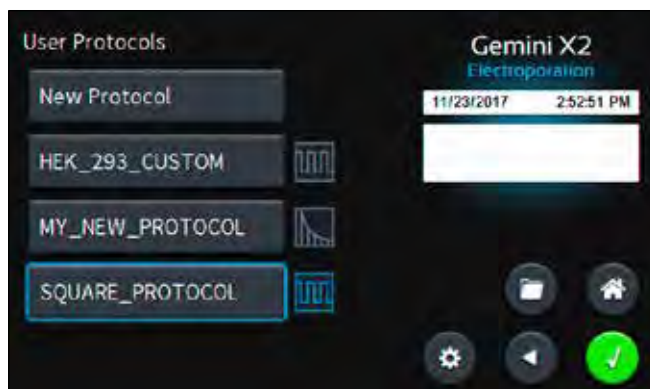 User Protocols
New Protocol
HEK_293_CUSTOM
MY_NEW_PROTOCOL
SQUARE_PROTOCOL
Gemini X2
Electroporation
11/23/2017 2:52:51 PM